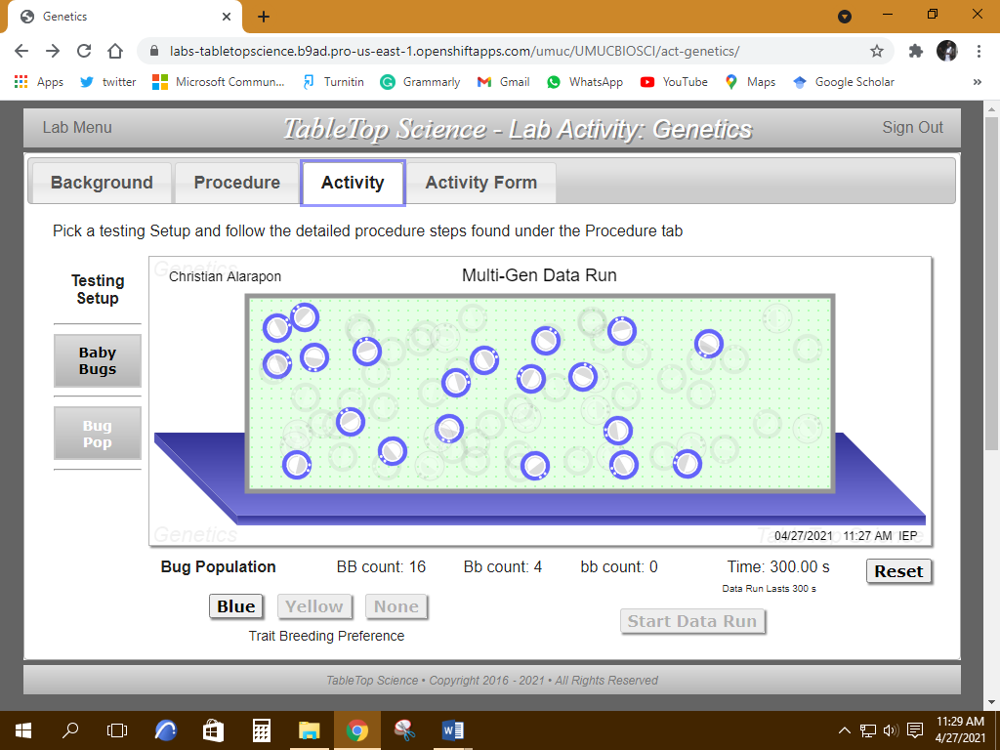 Genetics
labs-tabletopscience.b9ad.pro-us-east-1.openshiftapps.com/umuc/UMUCBIOSCI/act-genetics/
Apps twitter Microsoft Commun... Turnitin Grammarly Gmail WhatsApp YouTube Maps Google Scholar »
Lab Menu TableTop Science - Lab Activity: Genetics Sign Out
Background Procedure Activity Activity Form
Pick a testing Setup and follow the detailed procedure steps found under the Procedure tab
Testing
Setup
Baby
Bugs
Bug
Pop
Genetics
Christian Alarapon Multi-Gen Data Run
Genetics
04/27/2021 11:27 AM IEP
Bug Population BB count: 16 Bb count: 4 bb count: 0 Time: 300.00 s Reset
Data Run Lasts 300 s
Blue Yellow None
Start Data Run
Trait Breeding Preference
TableTop Science • Copyright 2016 - 2021 • All Rights Reserved
11:29 AM
4/27/2021